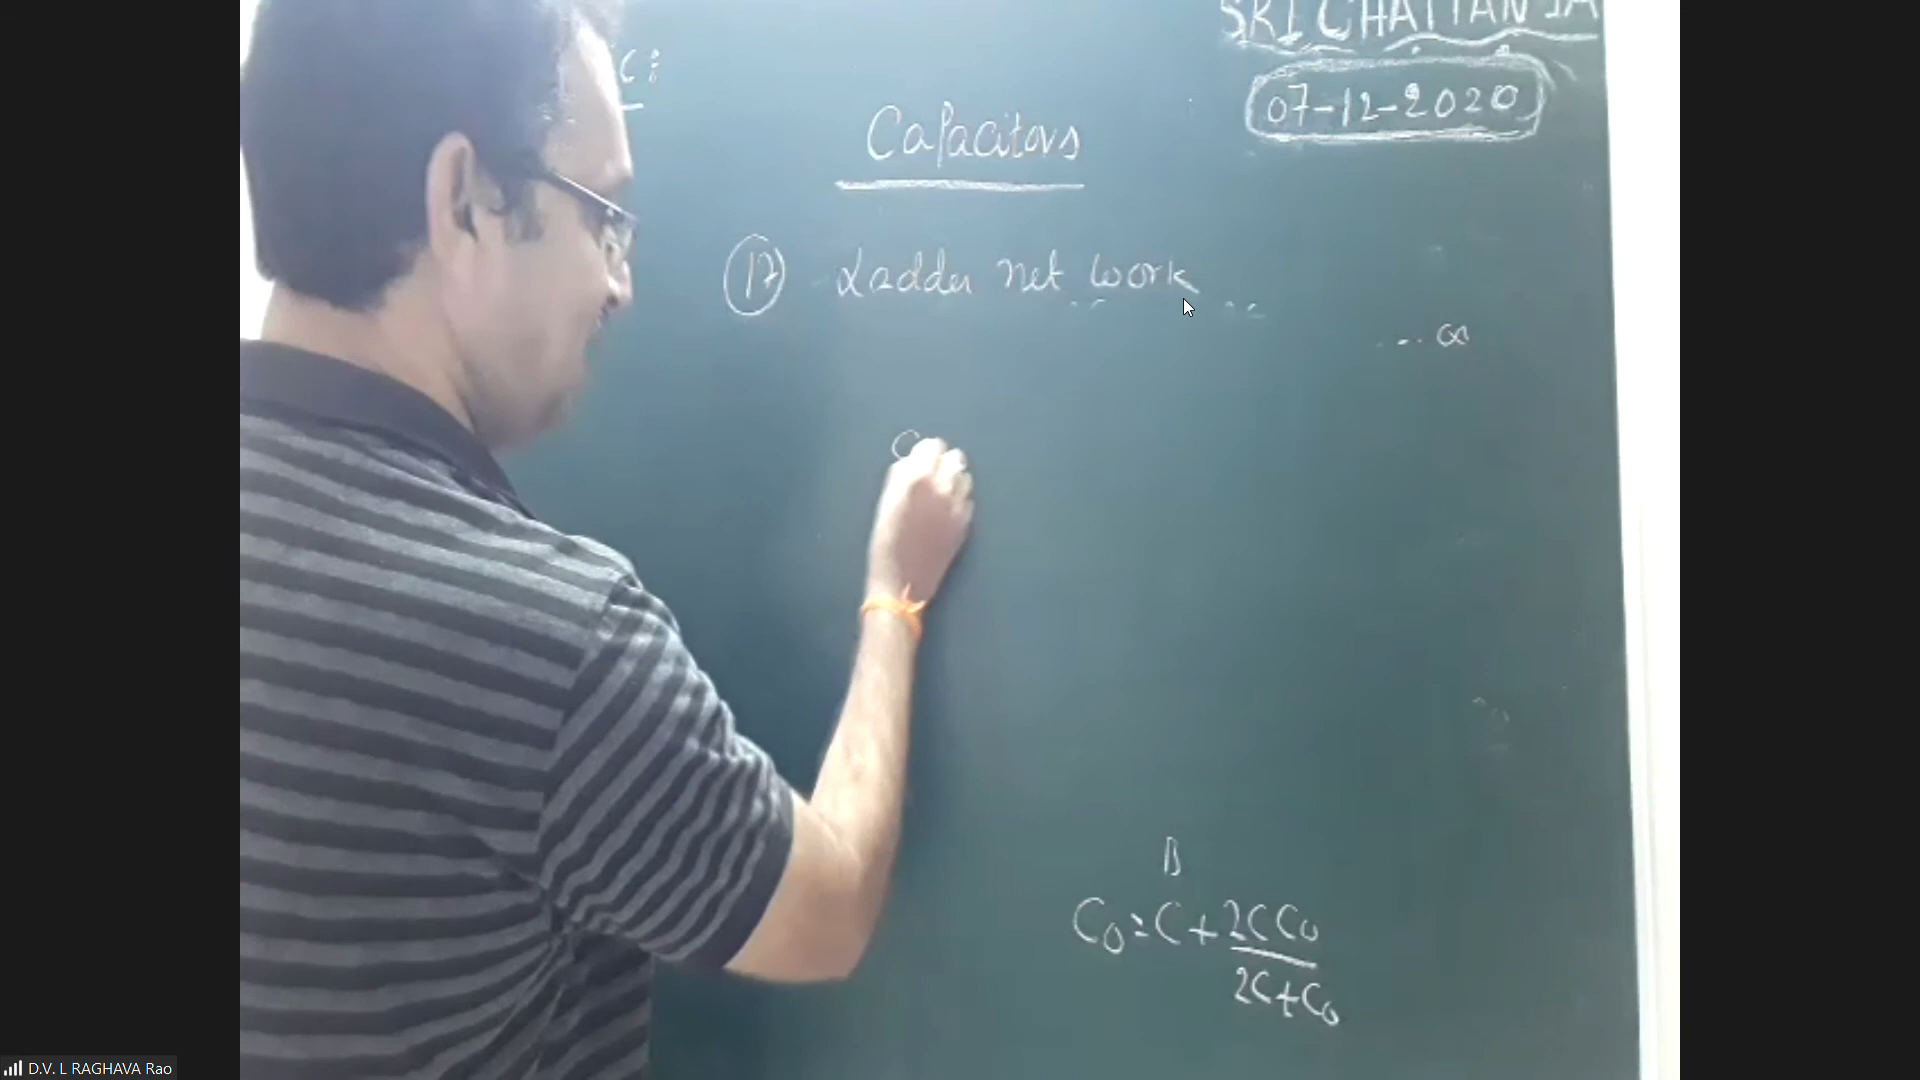 SRI CHAITANYA
C:
07-12-2020
Capacitors
17 Ladder net work
... ∝
C
B
C₀ = C + 2CC₀
2C+C₀
D.V. L RAGHAVA Rao